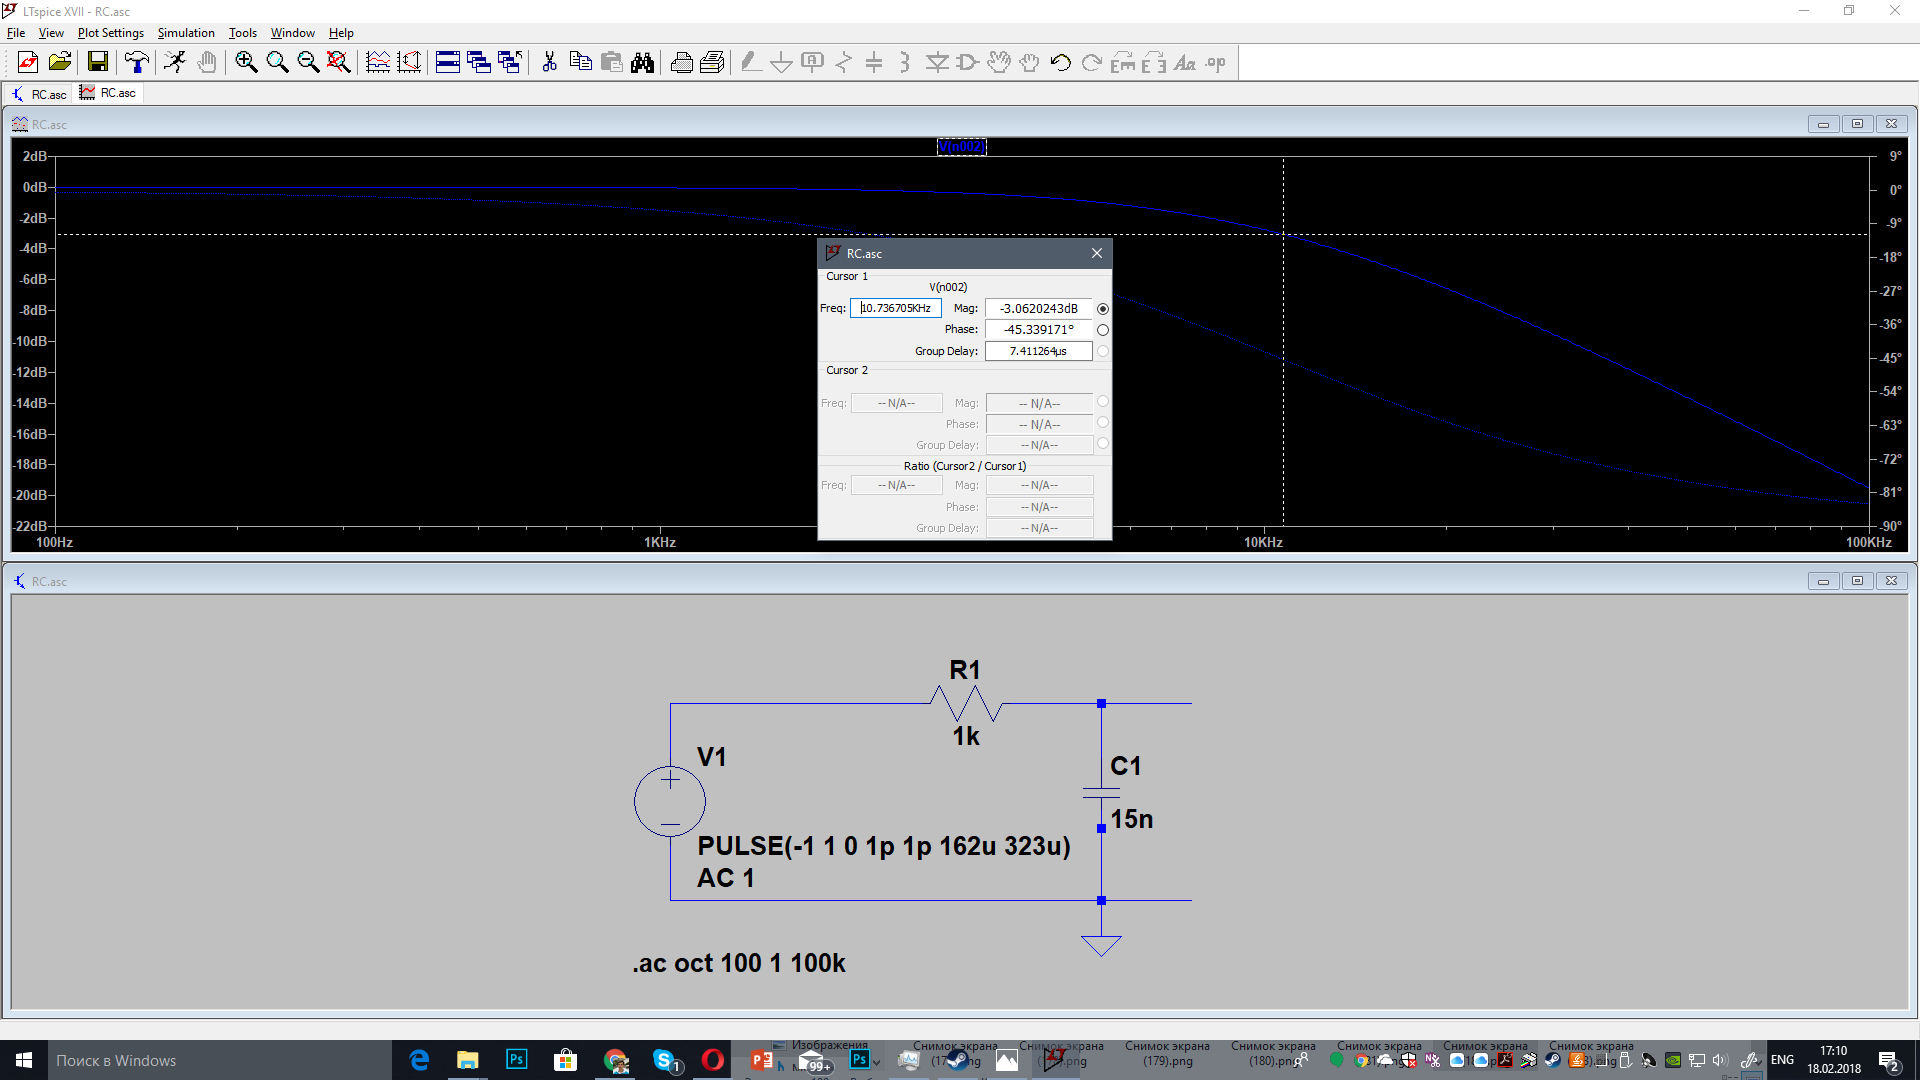 LTspice XVII - RC.asc
File View Plot Settings Simulation Tools Window Help
RC.asc RC.asc
RC.asc
V(n002)
2dB 9°
0dB 0°
-2dB -9°
-4dB -18°
-6dB -27°
-8dB -36°
-10dB -45°
-12dB -54°
-14dB -63°
-16dB -72°
-18dB -81°
-20dB
-22dB -90°
100Hz 1KHz 10KHz 100KHz
RC.asc
Cursor 1
V(n002)
Freq: 10.736705KHz Mag: -3.0620243dB
Phase: -45.339171°
Group Delay: 7.411264µs
Cursor 2
Freq: -- N/A-- Mag: -- N/A--
Phase: -- N/A--
Group Delay: -- N/A--
Ratio (Cursor2 / Cursor1)
Freq: -- N/A-- Mag: -- N/A--
Phase: -- N/A--
Group Delay: -- N/A--
RC.asc
R1
1k
V1
C1
15n
PULSE(-1 1 0 1p 1p 162u 323u)
AC 1
.ac oct 100 1 100k
Поиск в Windows
Изображения
Снимок экрана
Снимок экрана
Снимок экрана (179).png
Снимок экрана (180).png
Снимок экрана
Снимок экрана
Снимок экрана
99+
ENG
17:10
18.02.2018